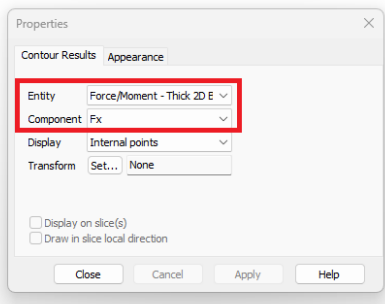 Properties
Contour Results Appearance
Entity Force/Moment - Thick 2D B
Component Fx
Display Internal points
Transform Set... None
Display on slice(s)
Draw in slice local direction
Close Cancel Apply Help